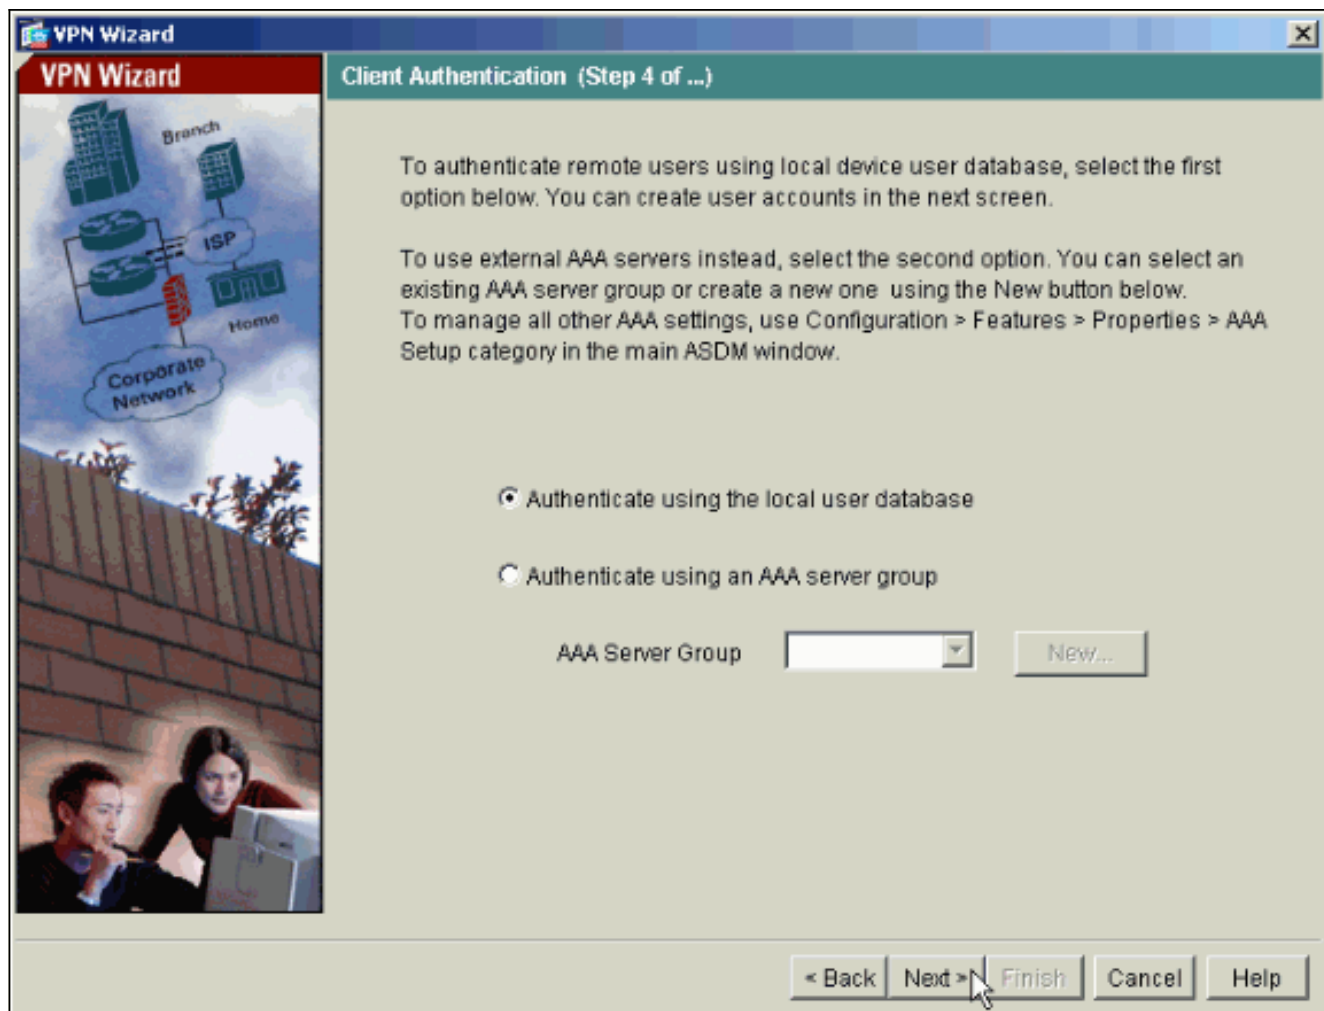 VPN Wizard
VPN Wizard
Client Authentication (Step 4 of ...)
Branch
ISP
Home
Corporate
Network
To authenticate remote users using local device user database, select the first
option below. You can create user accounts in the next screen.
To use external AAA servers instead, select the second option. You can select an
existing AAA server group or create a new one using the New button below.
To manage all other AAA settings, use Configuration > Features > Properties > AAA
Setup category in the main ASDM window.
Authenticate using the local user database
Authenticate using an AAA server group
AAA Server Group
New...
< Back Next > Finish Cancel Help